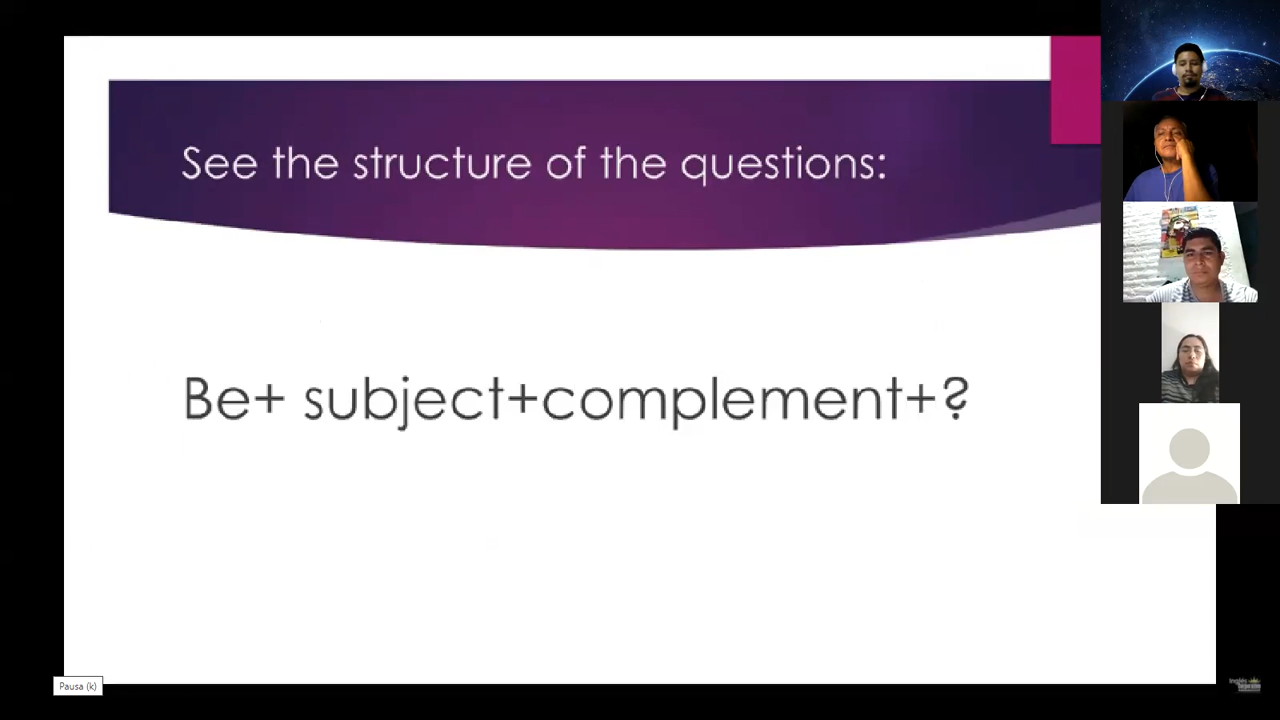 See the structure of the questions:
Be+ subject+complement+?
Pausa (k)